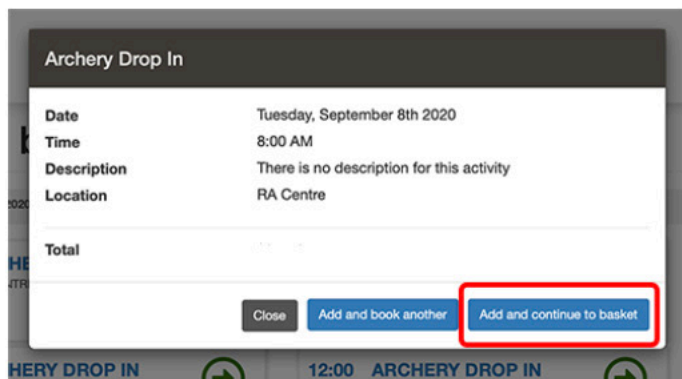 Archery Drop In
Date Tuesday, September 8th 2020
Time 8:00 AM
Description There is no description for this activity
Location RA Centre
Total
Close Add and book another Add and continue to basket
HERY DROP IN 12:00 ARCHERY DROP IN